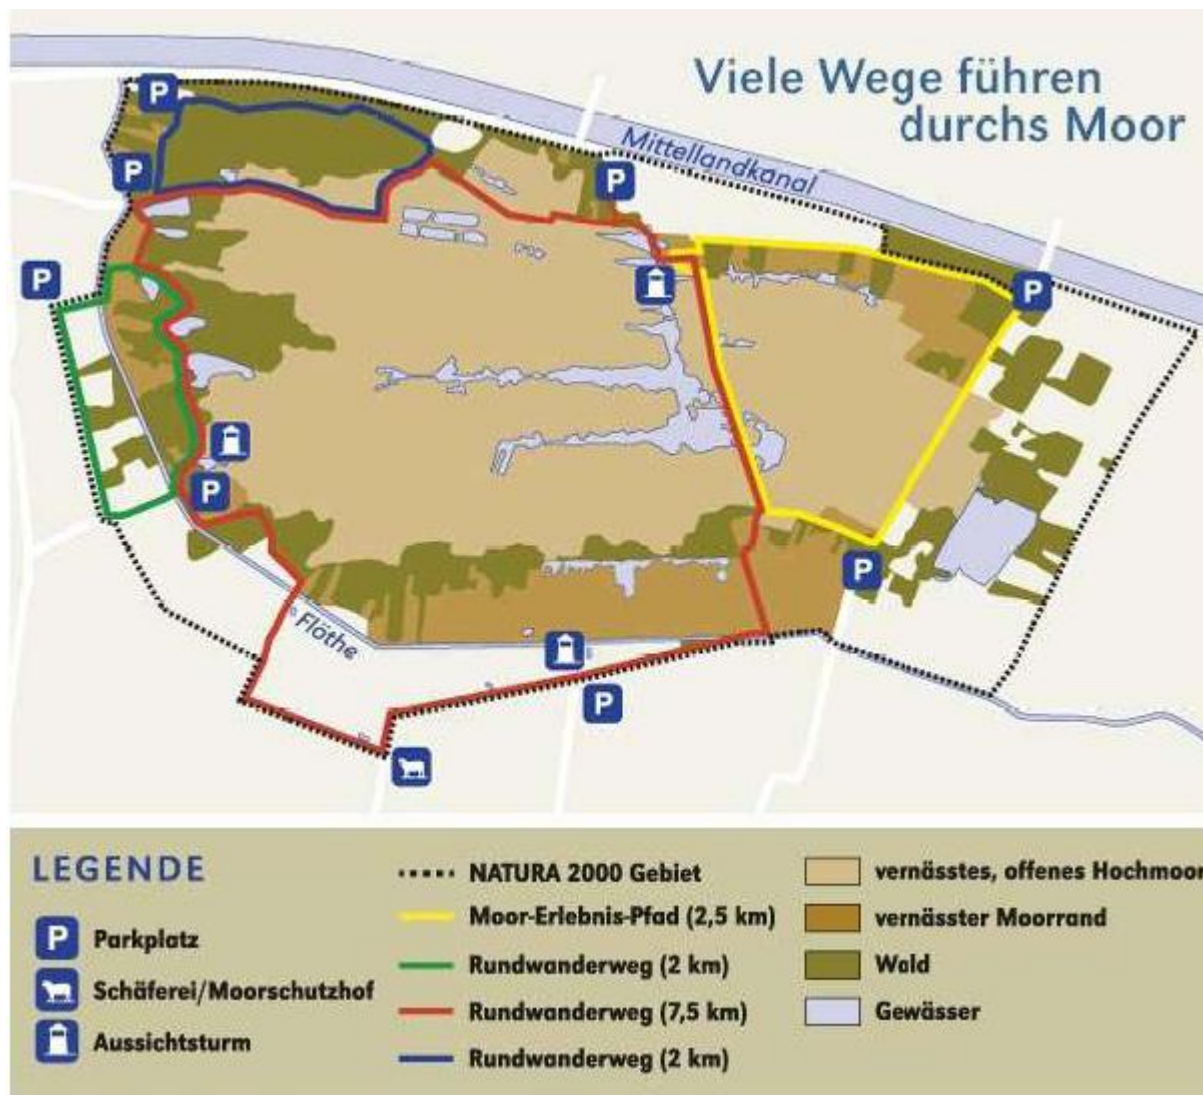 Viele Wege führen
durchs Moor
Mittellandkanal
P
P
P
P
P
P
P
P
Flöthe
LEGENDE
P Parkplatz
Schäferei/Moorschutzhof
Aussichtsturm
NATURA 2000 Gebiet
Moor-Erlebnis-Pfad (2,5 km)
Rundwanderweg (2 km)
Rundwanderweg (7,5 km)
Rundwanderweg (2 km)
vernässtes, offenes Hochmoor
vernässter Moorrand
Wald
Gewässer